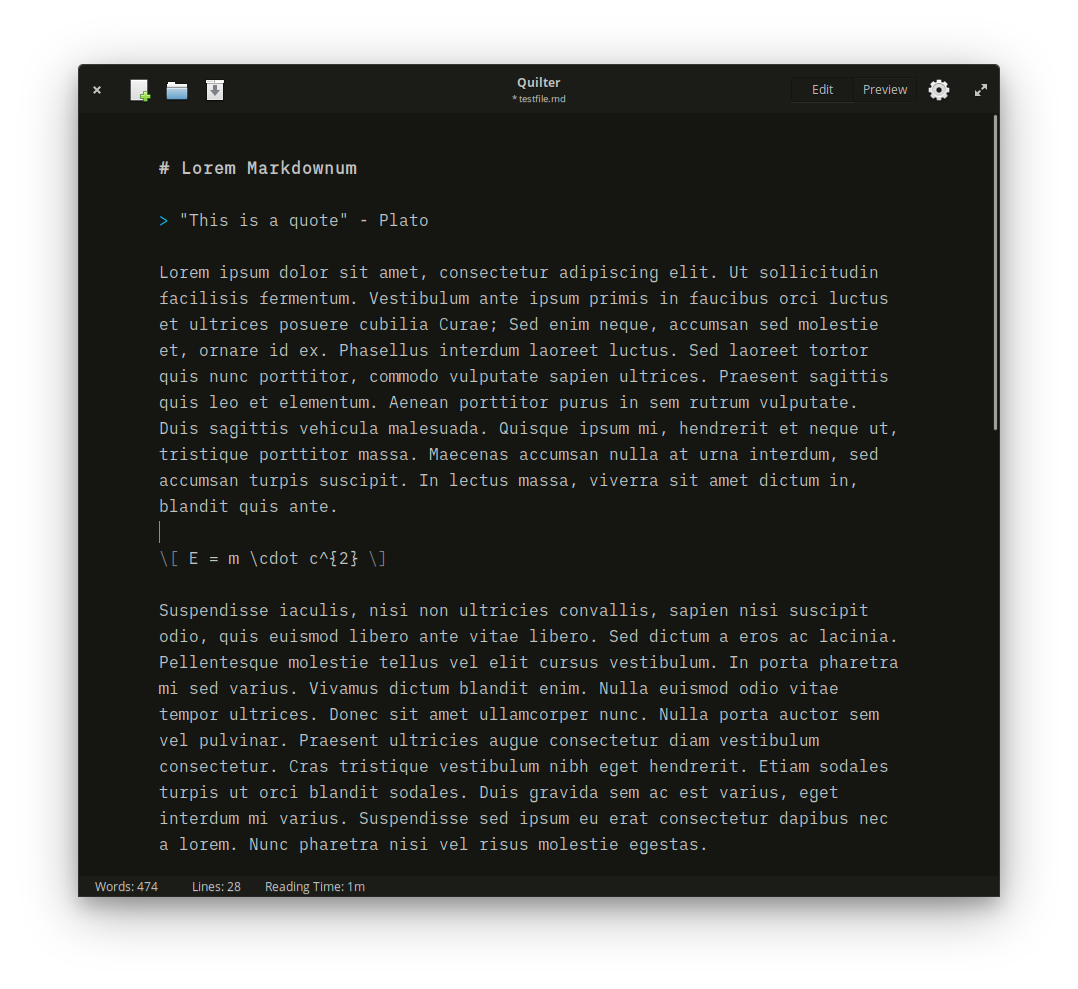 Quilter
* testfile.md
Edit Preview
# Lorem Markdownum
> "This is a quote" - Plato
Lorem ipsum dolor sit amet, consectetur adipiscing elit. Ut sollicitudin
facilisis fermentum. Vestibulum ante ipsum primis in faucibus orci luctus
et ultrices posuere cubilia Curae; Sed enim neque, accumsan sed molestie
et, ornare id ex. Phasellus interdum laoreet luctus. Sed laoreet tortor
quis nunc porttitor, commodo vulputate sapien ultrices. Praesent sagittis
quis leo et elementum. Aenean porttitor purus in sem rutrum vulputate.
Duis sagittis vehicula malesuada. Quisque ipsum mi, hendrerit et neque ut,
tristique porttitor massa. Maecenas accumsan nulla at urna interdum, sed
accumsan turpis suscipit. In lectus massa, viverra sit amet dictum in,
blandit quis ante.
\[ E = m \cdot c^{2} \]
Suspendisse iaculis, nisi non ultricies convallis, sapien nisi suscipit
odio, quis euismod libero ante vitae libero. Sed dictum a eros ac lacinia.
Pellentesque molestie tellus vel elit cursus vestibulum. In porta pharetra
mi sed varius. Vivamus dictum blandit enim. Nulla euismod odio vitae
tempor ultrices. Donec sit amet ullamcorper nunc. Nulla porta auctor sem
vel pulvinar. Praesent ultricies augue consectetur diam vestibulum
consectetur. Cras tristique vestibulum nibh eget hendrerit. Etiam sodales
turpis ut orci blandit sodales. Duis gravida sem ac est varius, eget
interdum mi varius. Suspendisse sed ipsum eu erat consectetur dapibus nec
a lorem. Nunc pharetra nisi vel risus molestie egestas.
Words: 474 Lines: 28 Reading Time: 1m